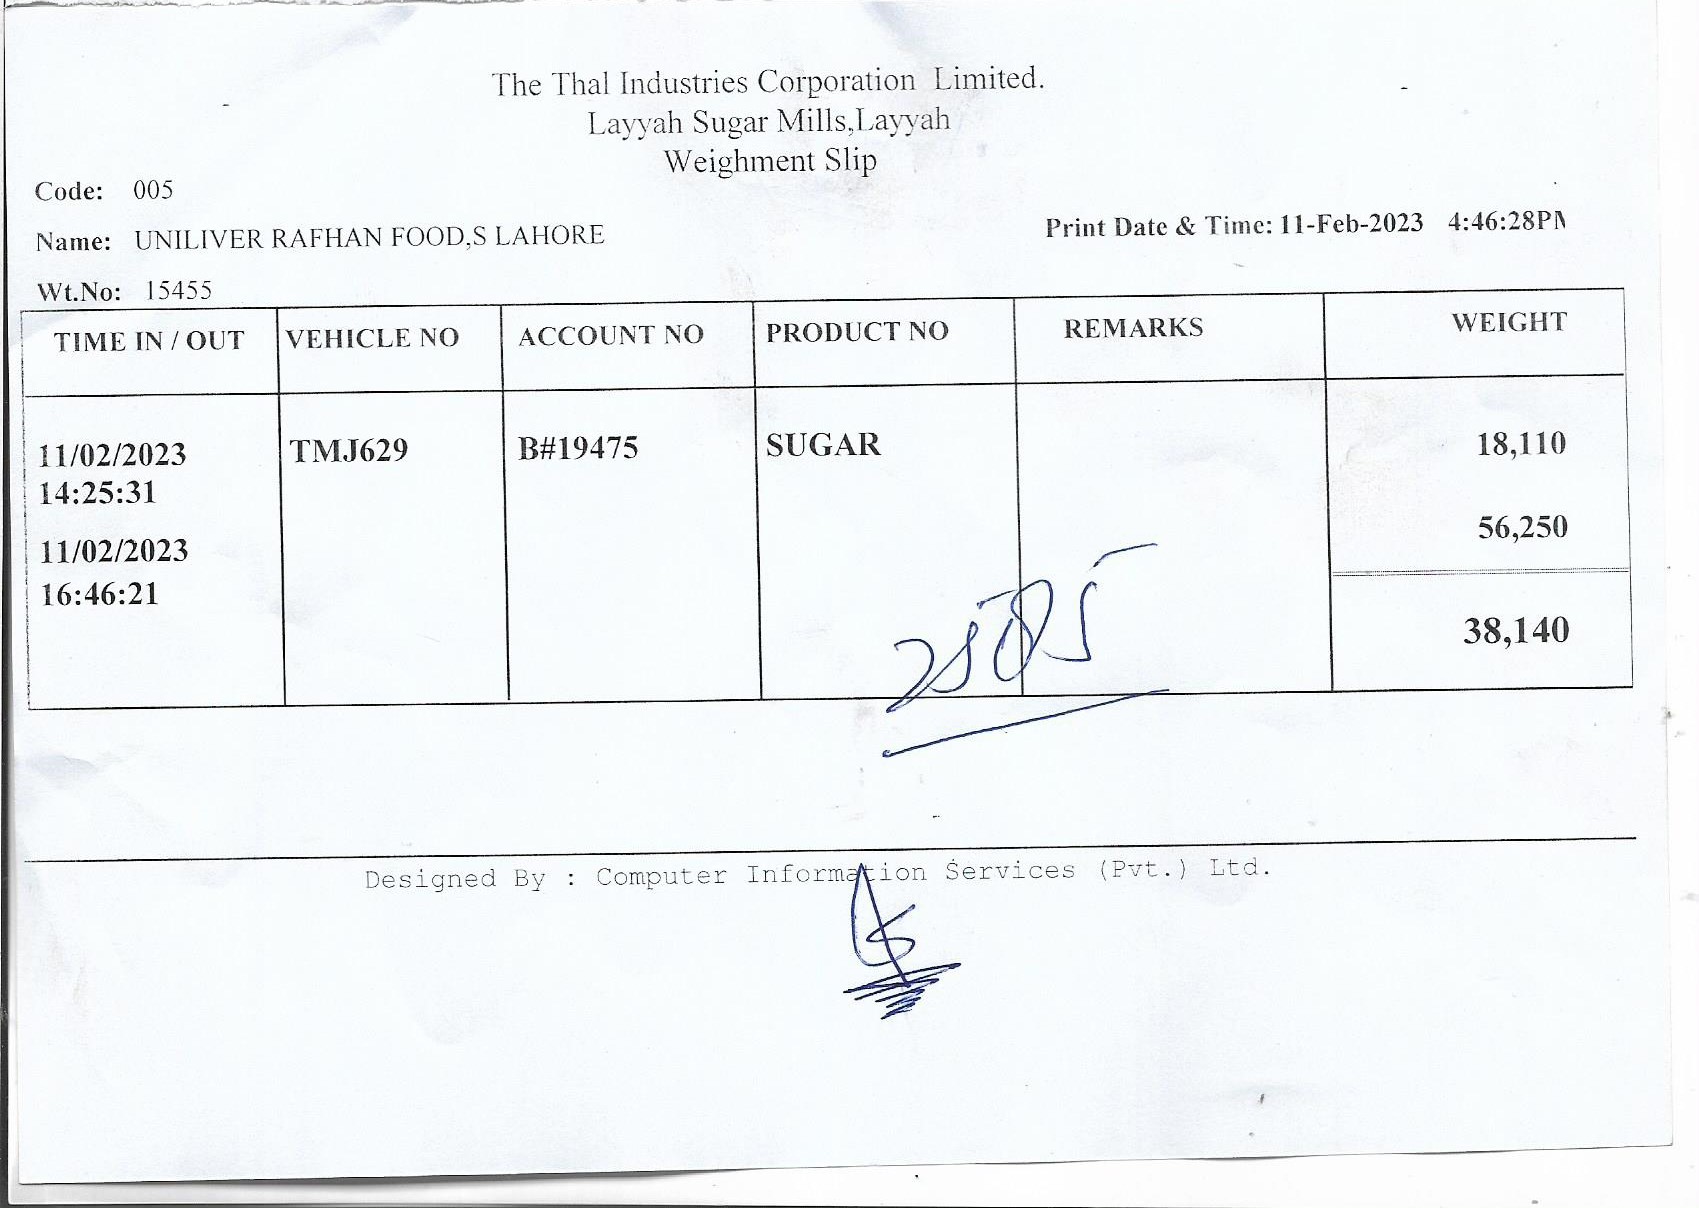 The Thal Industries Corporation Limited.
Layyah Sugar Mills,Layyah
Weighment Slip
Code: 005
Name: UNILIVER RAFHAN FOOD,S LAHORE
Print Date & Time: 11-Feb-2023 4:46:28PM
Wt.No: 15455
TIME IN / OUT VEHICLE NO ACCOUNT NO PRODUCT NO REMARKS WEIGHT
11/02/2023 TMJ629 B#19475 SUGAR 18,110
14:25:31
56,250
11/02/2023
16:46:21
38,140
2585
Designed By : Computer Information Services (Pvt.) Ltd.